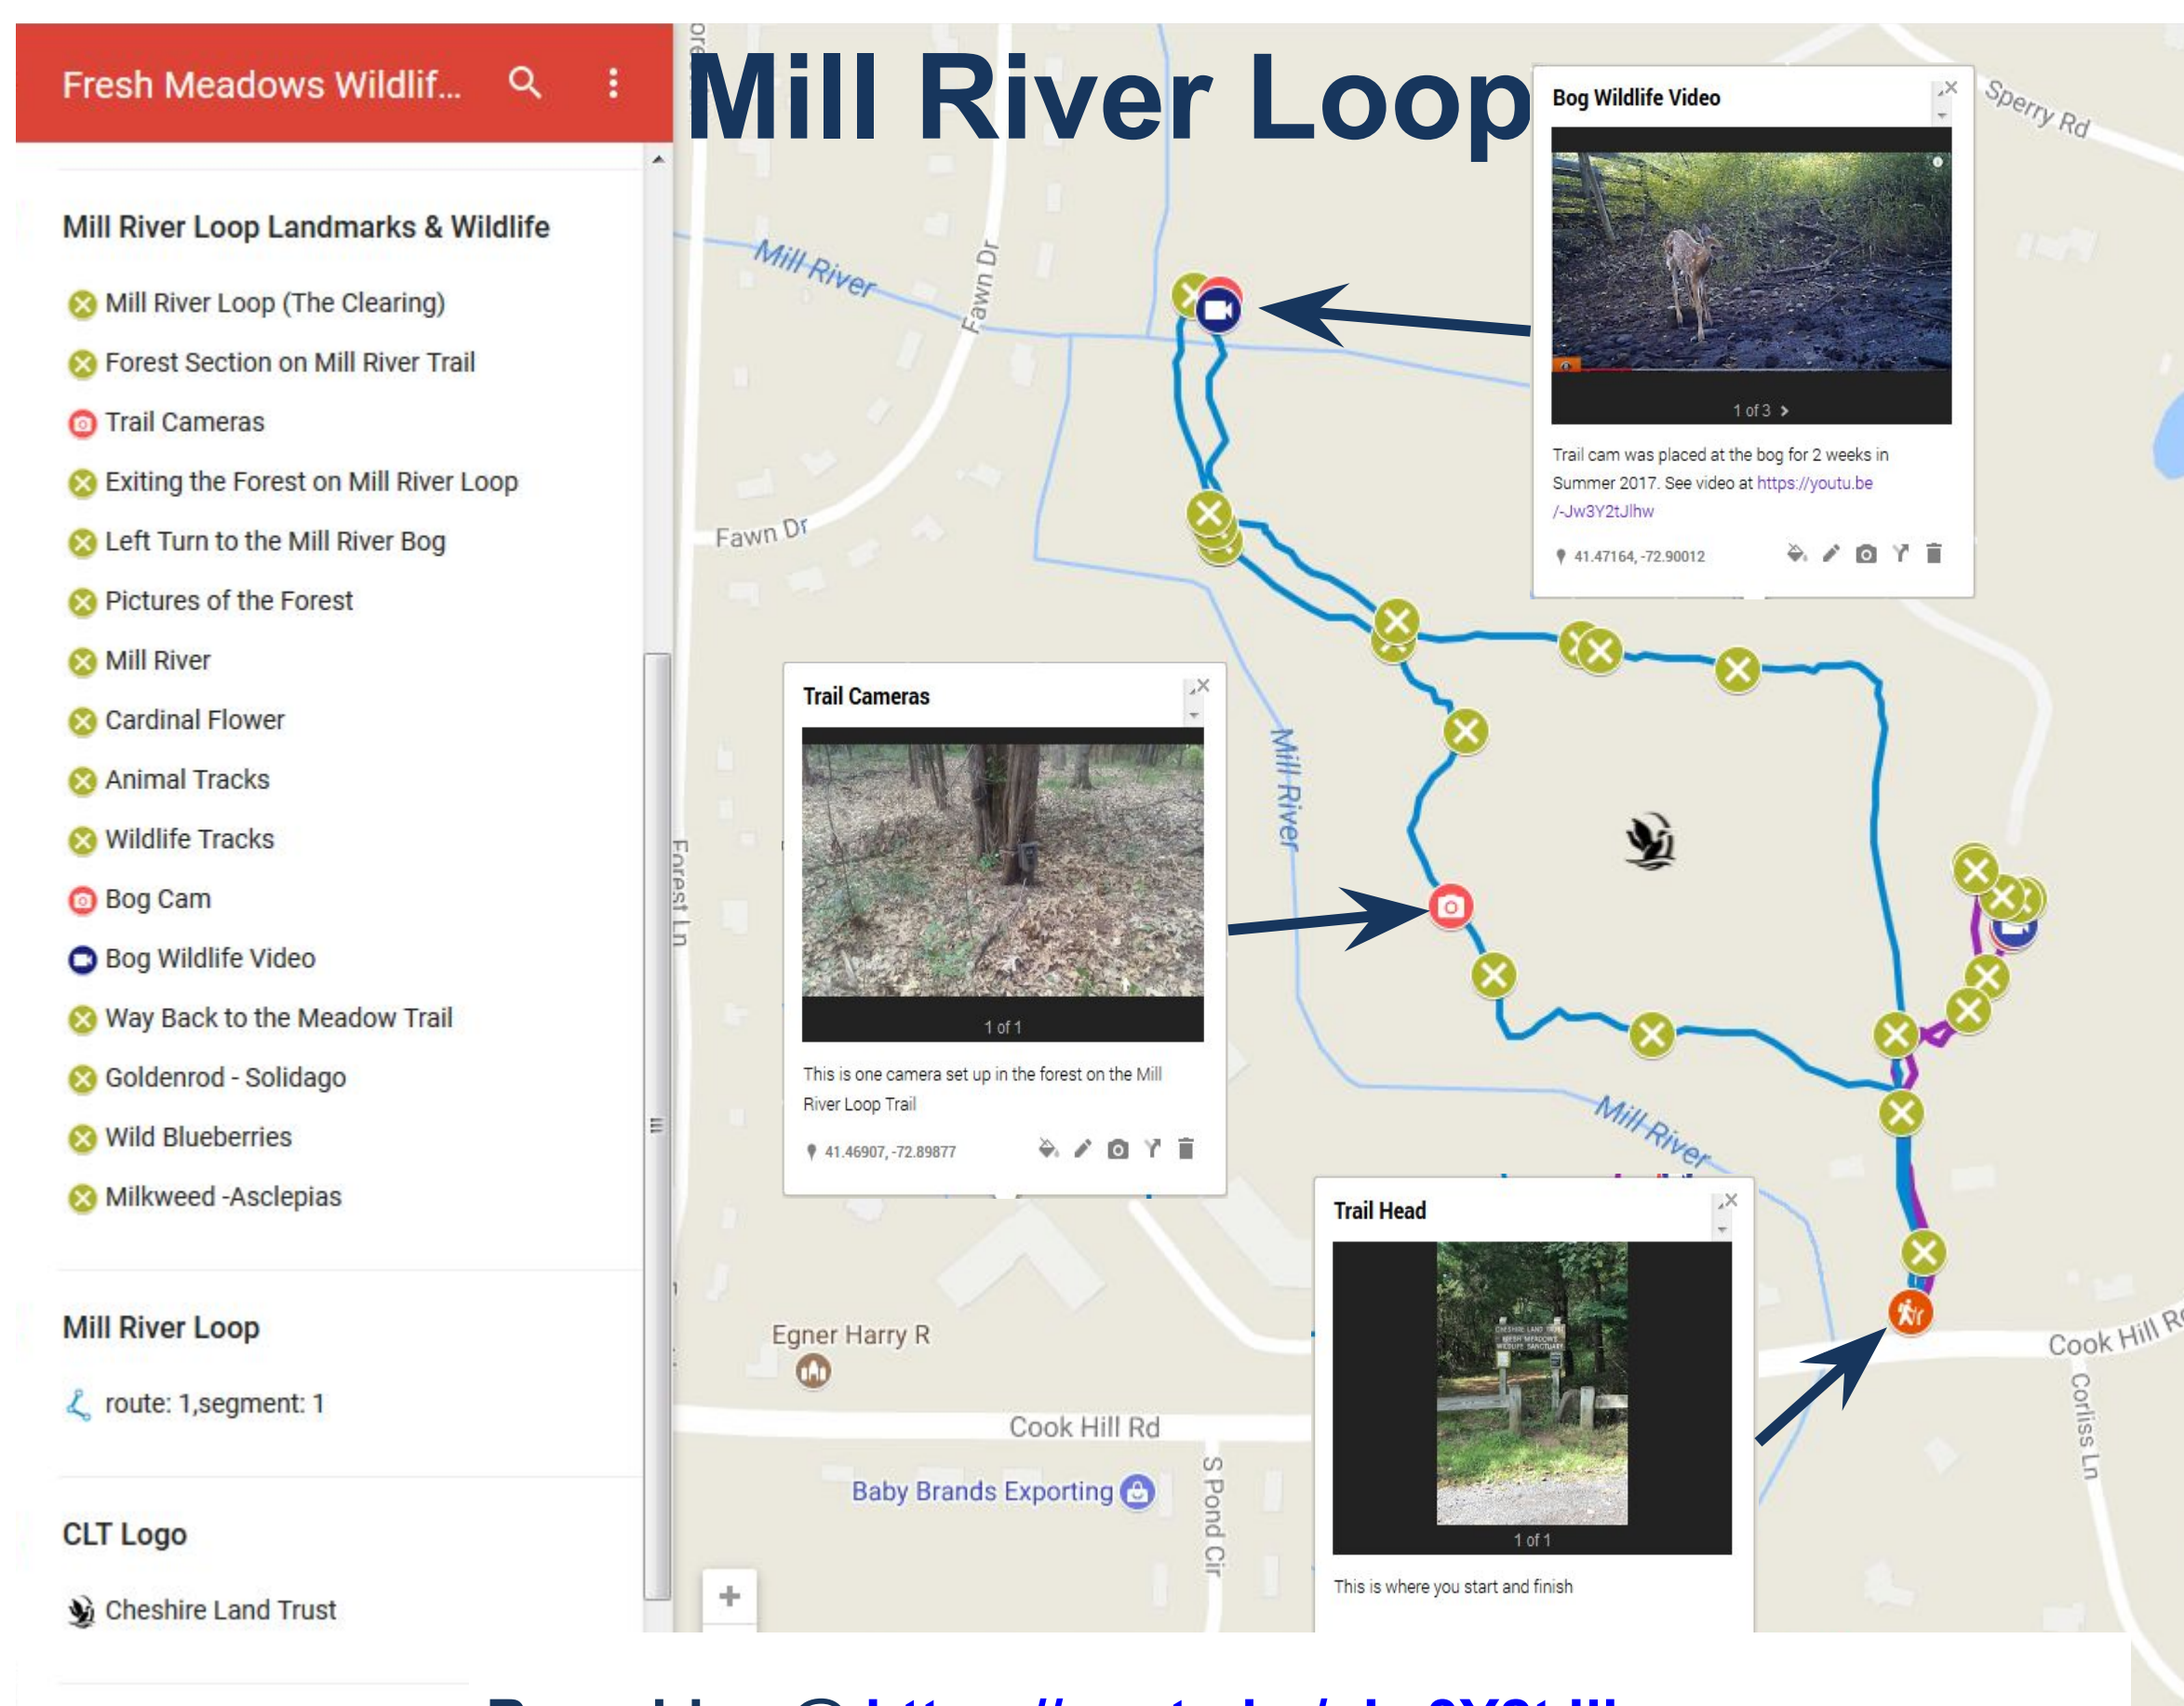 Fresh Meadows Wildlif...
Mill River Loop
Mill River Loop Landmarks & Wildlife
Mill River Loop (The Clearing)
Forest Section on Mill River Trail
Trail Cameras
Exiting the Forest on Mill River Loop
Left Turn to the Mill River Bog
Pictures of the Forest
Mill River
Cardinal Flower
Animal Tracks
Wildlife Tracks
Bog Cam
Bog Wildlife Video
Way Back to the Meadow Trail
Goldenrod - Solidago
Wild Blueberries
Milkweed -Asclepias
Mill River Loop
route: 1,segment: 1
CLT Logo
Cheshire Land Trust
Bog Wildlife Video
1 of 3
Trail cam was placed at the bog for 2 weeks in
Summer 2017. See video at https://youtu.be
/-Jw3Y2tJlhw
41.47164, -72.90012
Sperry Rd
Mill River
Fawn Dr
Fawn Dr
Trail Cameras
1 of 1
This is one camera set up in the forest on the Mill
River Loop Trail
41.46907, -72.89877
Mill River
Forest Ln
Mill River
Trail Head
CHESHIRE LAND TRUST
FRESH MEADOWS
WILDLIFE SANCTUARY
1 of 1
This is where you start and finish
Egner Harry R
Cook Hill Rd
Baby Brands Exporting
S Pond Cir
Cook Hill Rd
Corliss Ln